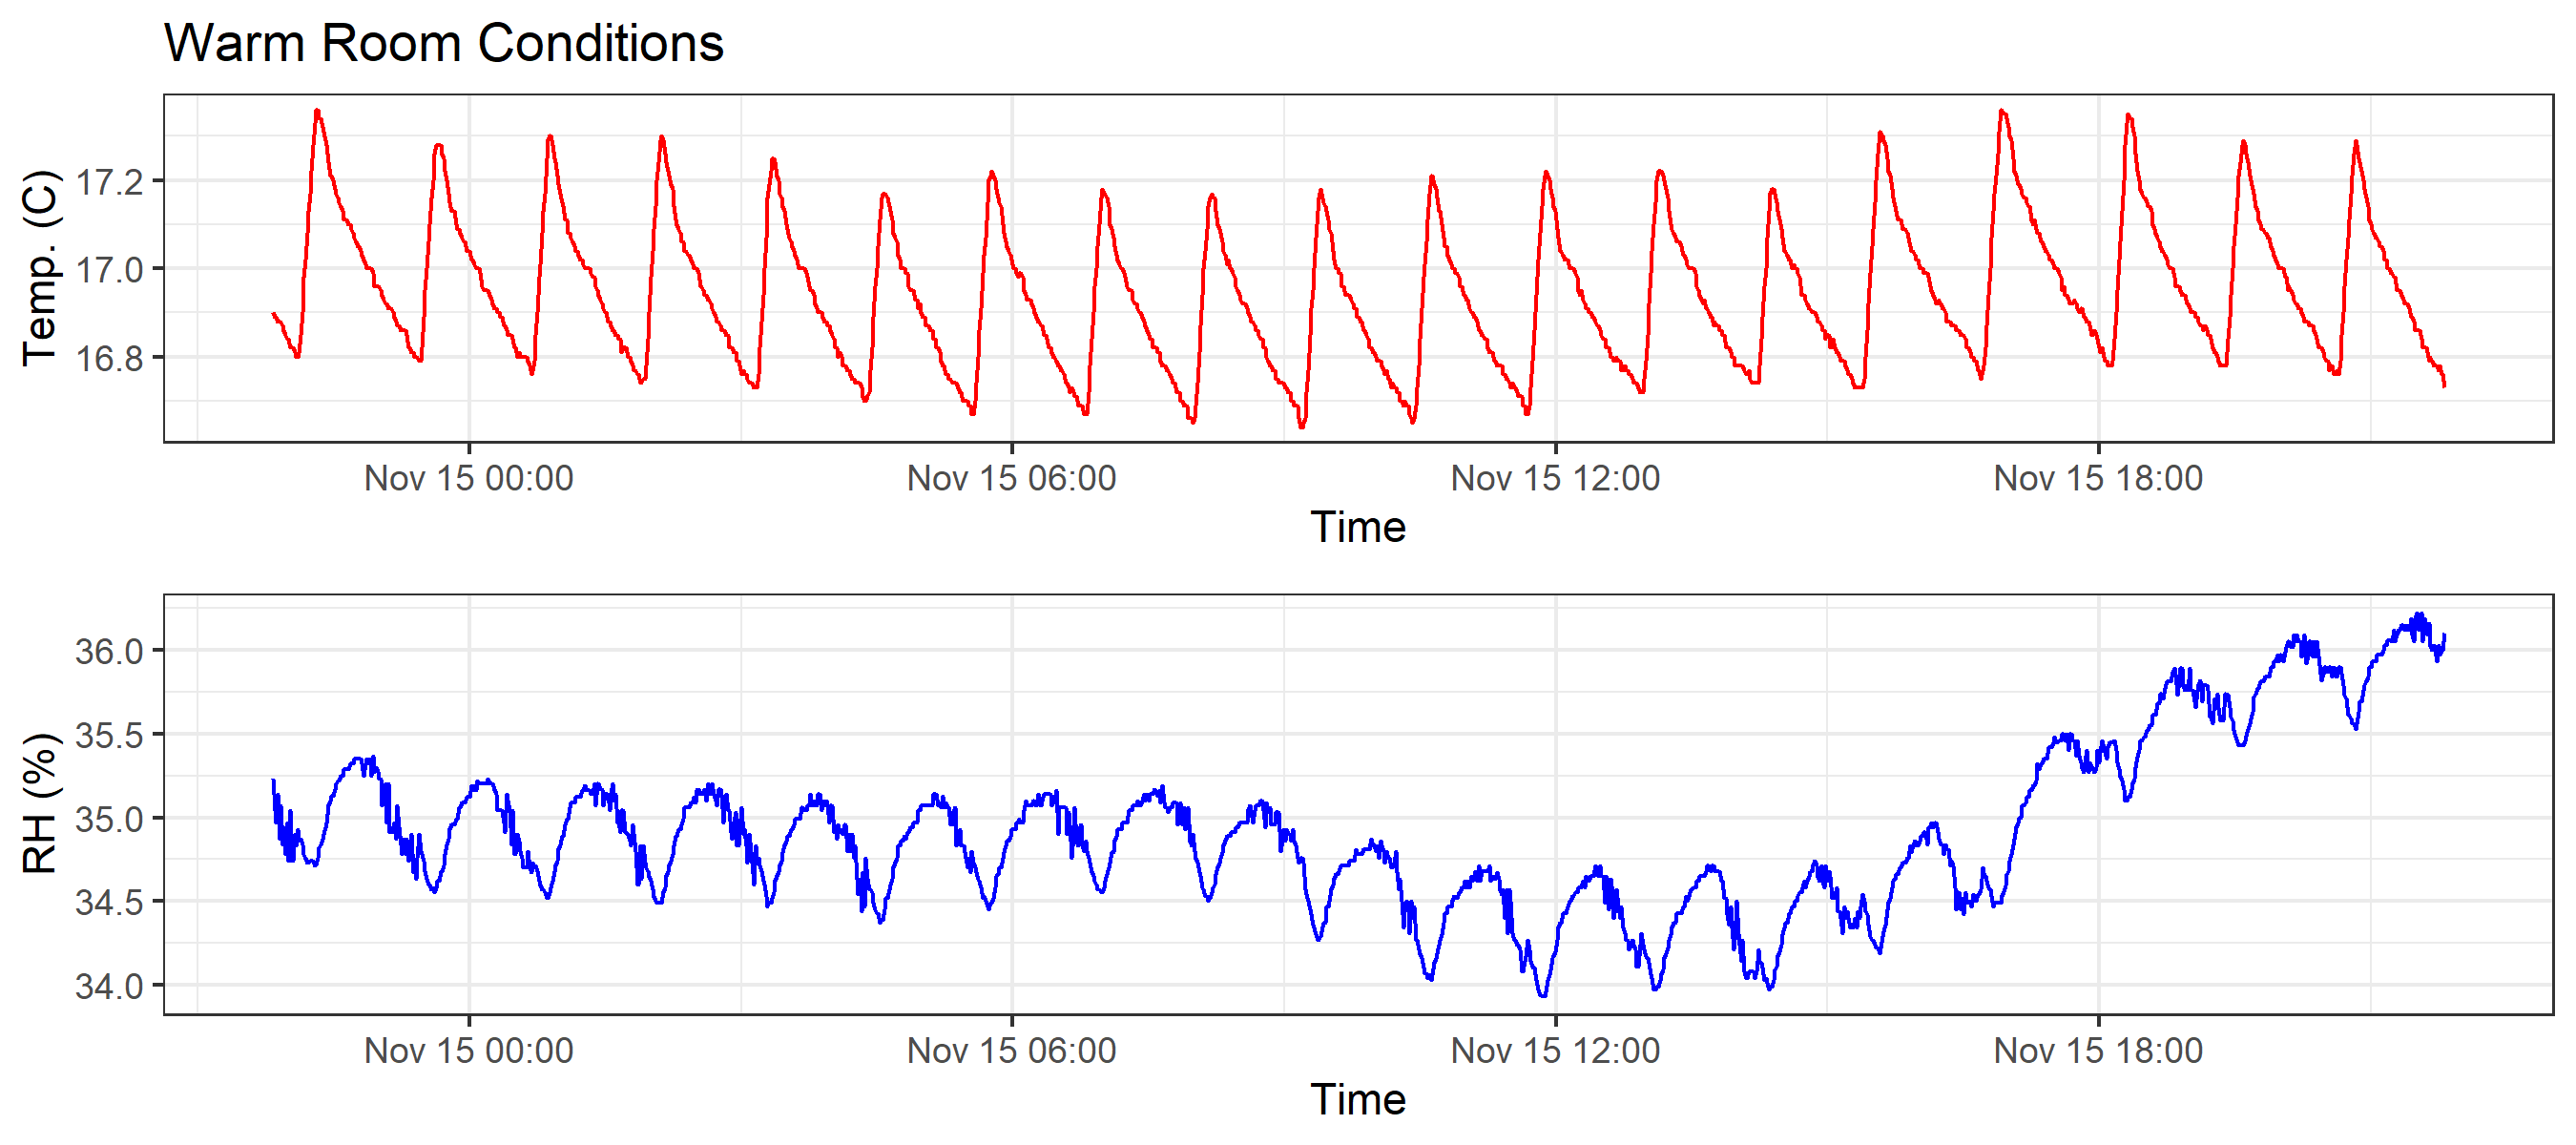 Warm Room Conditions
Temp. (C)
17.2
17.0
16.8
Nov 15 00:00 Nov 15 06:00 Nov 15 12:00 Nov 15 18:00
Time
RH (%)
36.0
35.5
35.0
34.5
34.0
Nov 15 00:00 Nov 15 06:00 Nov 15 12:00 Nov 15 18:00
Time